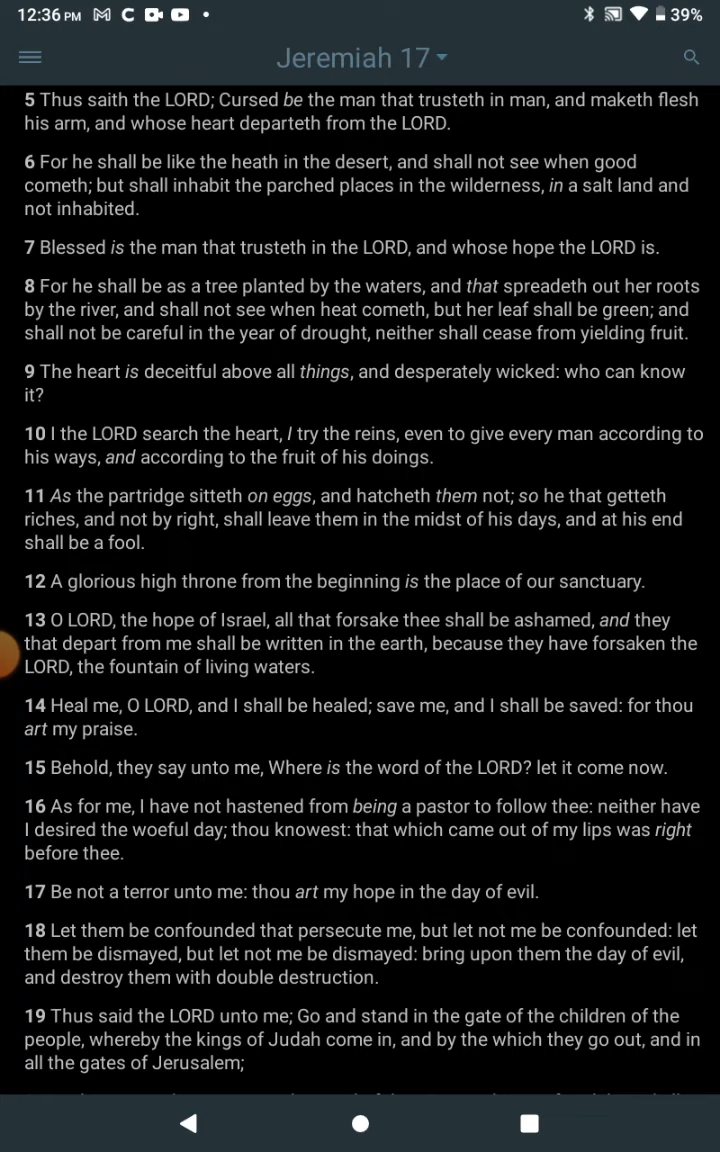 12:36 PM
39%
Jeremiah 17
5 Thus saith the LORD; Cursed be the man that trusteth in man, and maketh flesh
his arm, and whose heart departeth from the LORD.
6 For he shall be like the heath in the desert, and shall not see when good
cometh; but shall inhabit the parched places in the wilderness, in a salt land and
not inhabited.
7 Blessed is the man that trusteth in the LORD, and whose hope the LORD is.
8 For he shall be as a tree planted by the waters, and that spreadeth out her roots
by the river, and shall not see when heat cometh, but her leaf shall be green; and
shall not be careful in the year of drought, neither shall cease from yielding fruit.
9 The heart is deceitful above all things, and desperately wicked: who can know
it?
10 I the LORD search the heart, I try the reins, even to give every man according to
his ways, and according to the fruit of his doings.
11 As the partridge sitteth on eggs, and hatcheth them not; so he that getteth
riches, and not by right, shall leave them in the midst of his days, and at his end
shall be a fool.
12 A glorious high throne from the beginning is the place of our sanctuary.
13 O LORD, the hope of Israel, all that forsake thee shall be ashamed, and they
that depart from me shall be written in the earth, because they have forsaken the
LORD, the fountain of living waters.
14 Heal me, O LORD, and I shall be healed; save me, and I shall be saved: for thou
art my praise.
15 Behold, they say unto me, Where is the word of the LORD? let it come now.
16 As for me, I have not hastened from being a pastor to follow thee: neither have
I desired the woeful day; thou knowest: that which came out of my lips was right
before thee.
17 Be not a terror unto me: thou art my hope in the day of evil.
18 Let them be confounded that persecute me, but let not me be confounded: let
them be dismayed, but let not me be dismayed: bring upon them the day of evil,
and destroy them with double destruction.
19 Thus said the LORD unto me; Go and stand in the gate of the children of the
people, whereby the kings of Judah come in, and by the which they go out, and in
all the gates of Jerusalem;